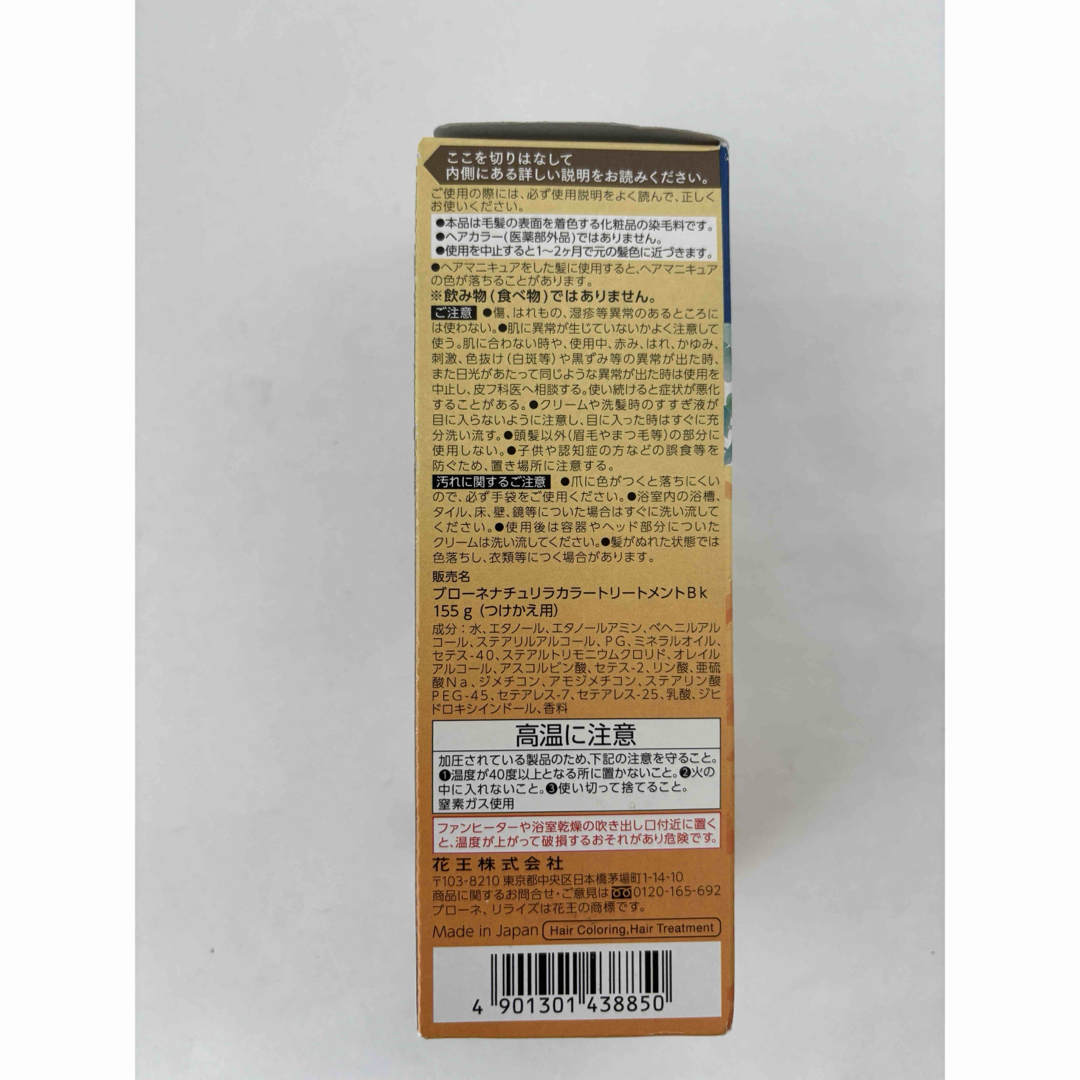 ここを切りはなして
内側にある詳しい説明をお読みください。
ご使用の際には、必ず使用説明をよく読んで、正しく
お使いください。
●本品は毛髪の表面を着色する化粧品の染毛料です。
●ヘアカラー(医薬部外品)ではありません。
●使用を中止すると1〜2ヶ月で元の髪色に近づきます。
●ヘアマニキュアをした髪に使用すると、ヘアマニキュア
の色が落ちることがあります。
※飲み物(食べ物)ではありません。
ご注意 ●傷、はれもの、湿疹等異常のあるところに
は使わない。●肌に異常が生じていないかよく注意して
使う。肌に合わない時や、使用中、赤み、はれ、かゆみ、
刺激、色抜け(白斑等)や黒ずみ等の異常が出た時、
また日光があたって同じような異常が出た時は使用を
中止し、皮フ科医へ相談する。使い続けると症状が悪化
することがある。●クリームや洗髪時のすすぎ液が
目に入らないように注意し、目に入った時はすぐに充
分洗い流す。●頭髪以外(眉毛やまつ毛等)の部分に
使用しない。●子供や認知症の方などの誤食等を
防ぐため、置き場所に注意する。
汚れに関するご注意 ●爪に色がつくと落ちにくい
ので、必ず手袋をご使用ください。●浴室内の浴槽、
タイル、床、壁、鏡等についた場合はすぐに洗い流して
ください。●使用後は容器やヘッド部分についた
クリームは洗い流してください。●髪がぬれた状態では
色落ちし、衣類等につく場合があります。
販売名
ブローネナチュリラカラートリートメントBk
155g(つけかえ用)
成分：水、エタノール、エタノールアミン、ベヘニルアル
コール、ステアリルアルコール、PG、ミネラルオイル、
セテス-40、ステアルトリモニウムクロリド、オレイル
アルコール、アスコルビン酸、セテス-2、リン酸、亜硫
酸Na、ジメチコン、アモジメチコン、ステアリン酸
PEG-45、セテアレス-7、セテアレス-25、乳酸、ジヒ
ドロキシインドール、香料
高温に注意
加圧されている製品のため、下記の注意を守ること。
❶温度が40度以上となる所に置かないこと。❷火の
中に入れないこと。❸使い切って捨てること。
窒素ガス使用
ファンヒーターや浴室乾燥の吹き出し口付近に置く
と、温度が上がって破損するおそれがあり危険です。
花王株式会社
〒103-8210 東京都中央区日本橋茅場町1-14-10
商品に関するお問合せ・ご意見は 0120-165-692
ブローネ、リライズは花王の商標です。
Made in Japan Hair Coloring,Hair Treatment
4 901301 438850